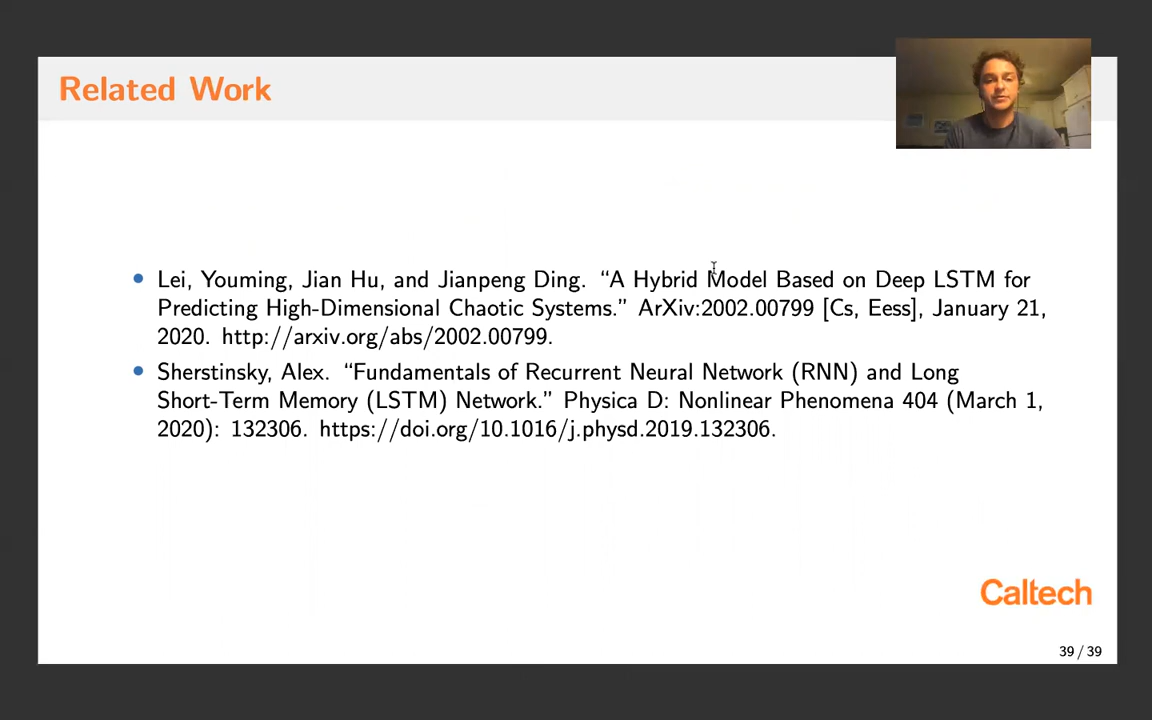 Related Work
Lei, Youming, Jian Hu, and Jianpeng Ding. “A Hybrid Model Based on Deep LSTM for
Predicting High-Dimensional Chaotic Systems.” ArXiv:2002.00799 [Cs, Eess], January 21,
2020. http://arxiv.org/abs/2002.00799.
Sherstinsky, Alex. “Fundamentals of Recurrent Neural Network (RNN) and Long
Short-Term Memory (LSTM) Network.” Physica D: Nonlinear Phenomena 404 (March 1,
2020): 132306. https://doi.org/10.1016/j.physd.2019.132306.
Caltech
39 / 39